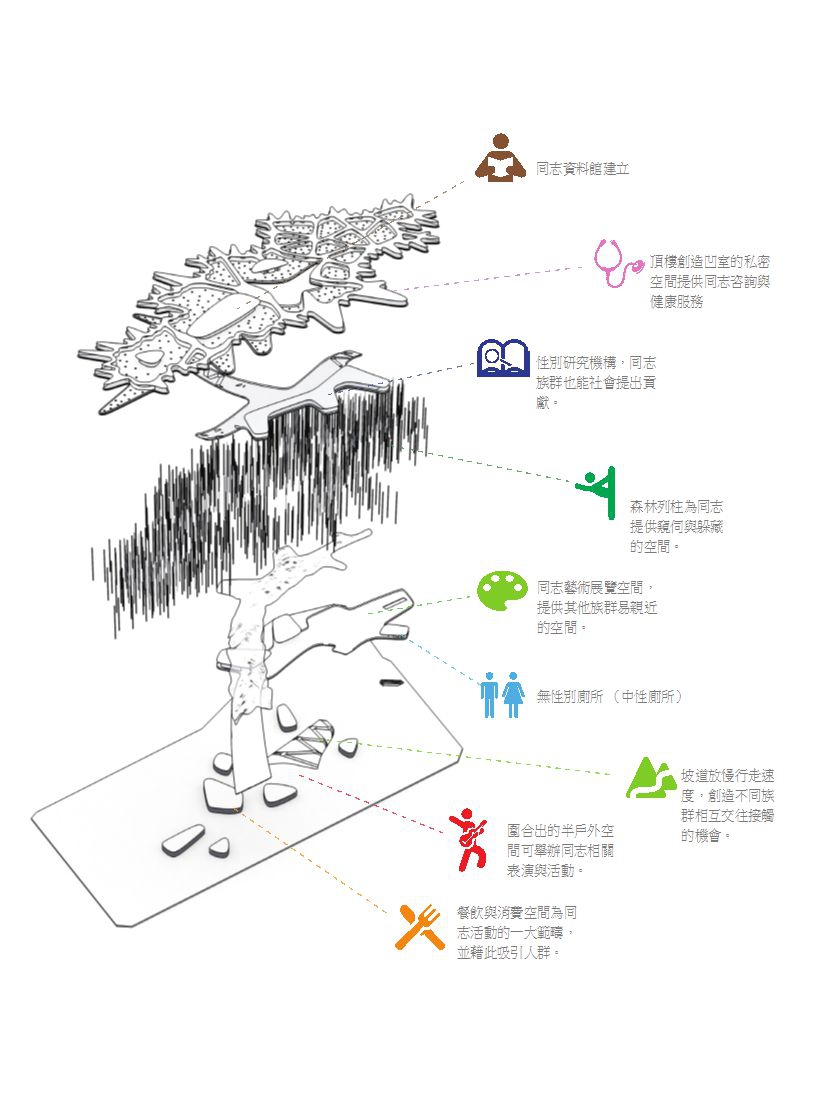 同志資料館建立
頂樓創造凹室的私密
空間提供同志咨詢與
健康服務
性別研究機構，同志
族群也能社會提出貢
獻。
森林列柱為同志
提供窺伺與躲藏
的空間。
同志藝術展覽空間，
提供其他族群易親近
的空間。
無性別廁所（中性廁所）
坡道放慢行走速
度，創造不同族
群相互交往接觸
的機會。
圍合出的半戶外空
間可舉辦同志相關
表演與活動。
餐飲與消費空間為同
志活動的一大範疇，
並藉此吸引人群。